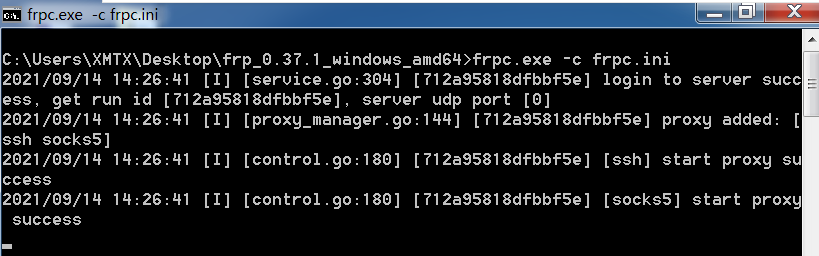 frpc.exe -c frpc.ini
C:\Users\XMTX\Desktop\frp_0.37.1_windows_amd64>frpc.exe -c frpc.ini
2021/09/14 14:26:41 [I] [service.go:304] [712a95818dfbbf5e] login to server succ
ess, get run id [712a95818dfbbf5e], server udp port [0]
2021/09/14 14:26:41 [I] [proxy_manager.go:144] [712a95818dfbbf5e] proxy added: [
ssh socks5]
2021/09/14 14:26:41 [I] [control.go:180] [712a95818dfbbf5e] [ssh] start proxy su
ccess
2021/09/14 14:26:41 [I] [control.go:180] [712a95818dfbbf5e] [socks5] start proxy
 success